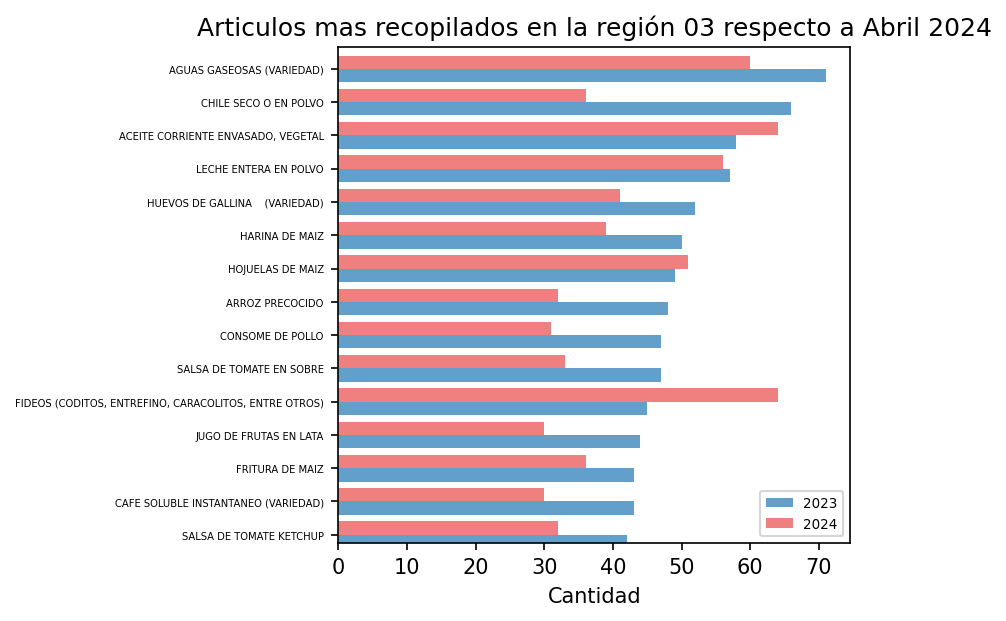 Articulos mas recopilados en la región 03 respecto a Abril 2024
AGUAS GASEOSAS (VARIEDAD)
CHILE SECO O EN POLVO
ACEITE CORRIENTE ENVASADO, VEGETAL
LECHE ENTERA EN POLVO
HUEVOS DE GALLINA    (VARIEDAD)
HARINA DE MAIZ
HOJUELAS DE MAIZ
ARROZ PRECOCIDO
CONSOME DE POLLO
SALSA DE TOMATE EN SOBRE
FIDEOS (CODITOS, ENTREFINO, CARACOLITOS, ENTRE OTROS)
JUGO DE FRUTAS EN LATA
FRITURA DE MAIZ
CAFE SOLUBLE INSTANTANEO (VARIEDAD)
SALSA DE TOMATE KETCHUP
2023
2024
0 10 20 30 40 50 60 70
Cantidad